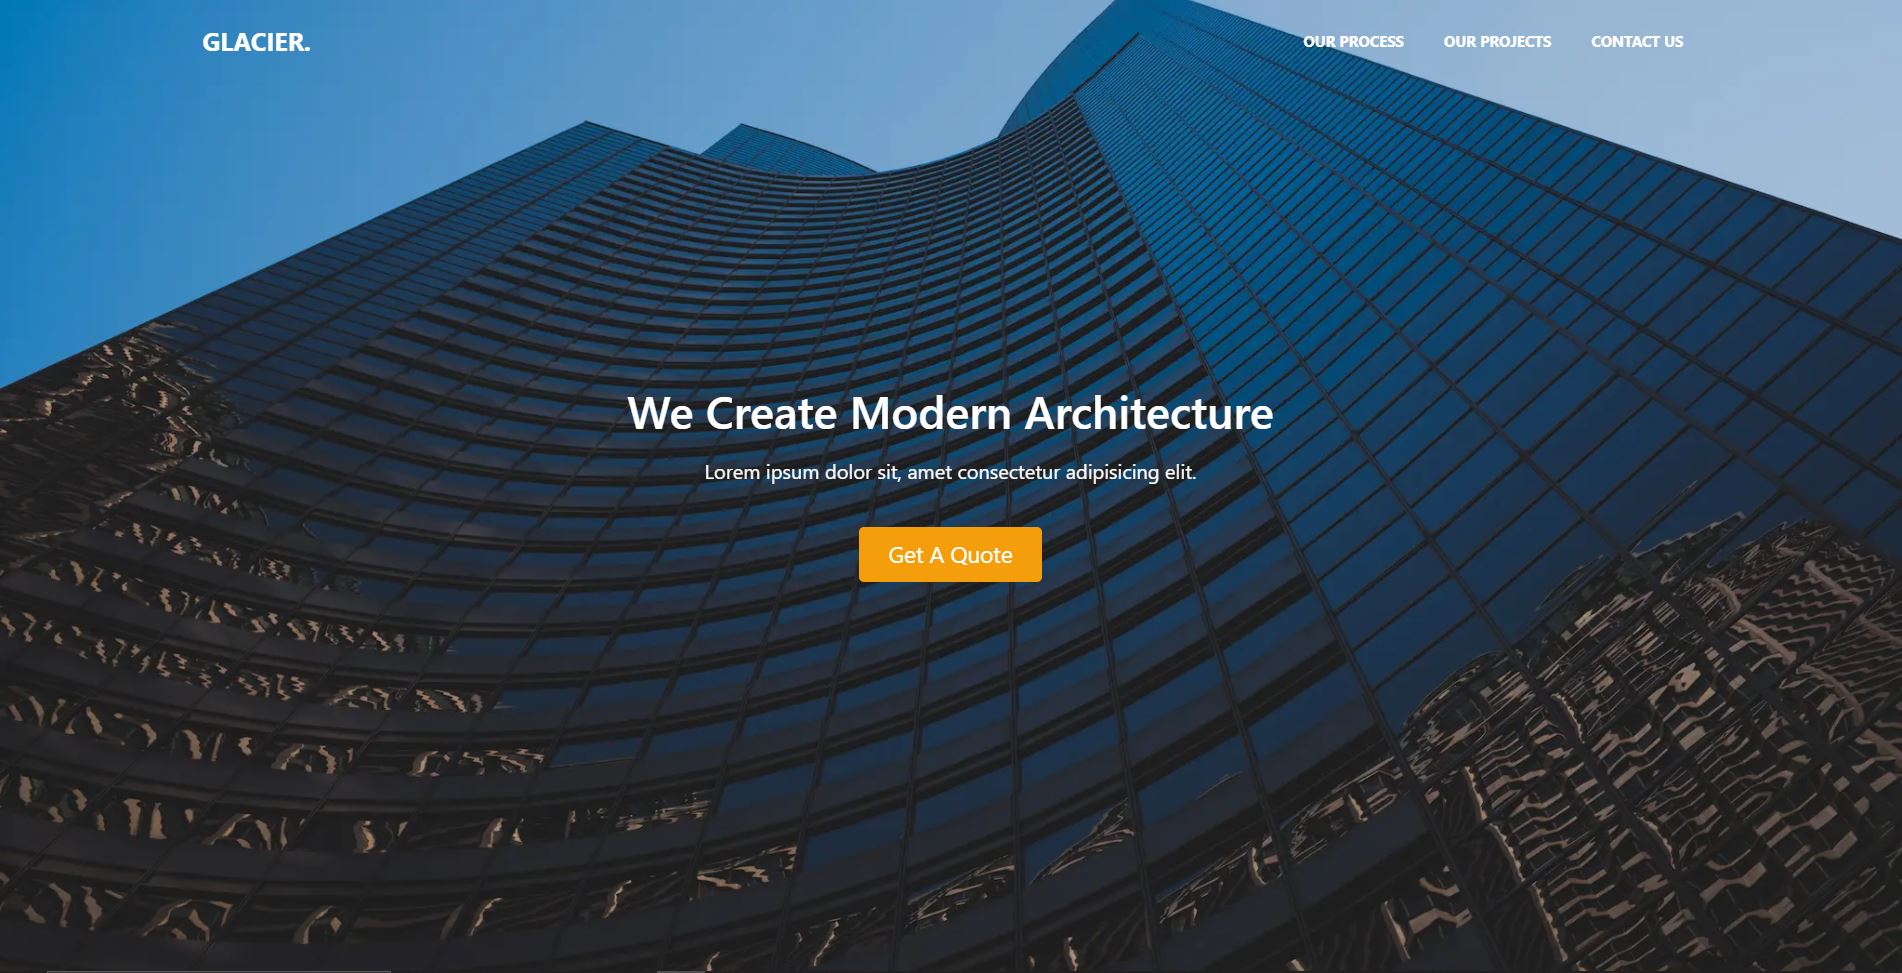 GLACIER.
OUR PROCESS
OUR PROJECTS
CONTACT US
We Create Modern Architecture
Lorem ipsum dolor sit, amet consectetur adipisicing elit.
Get A Quote